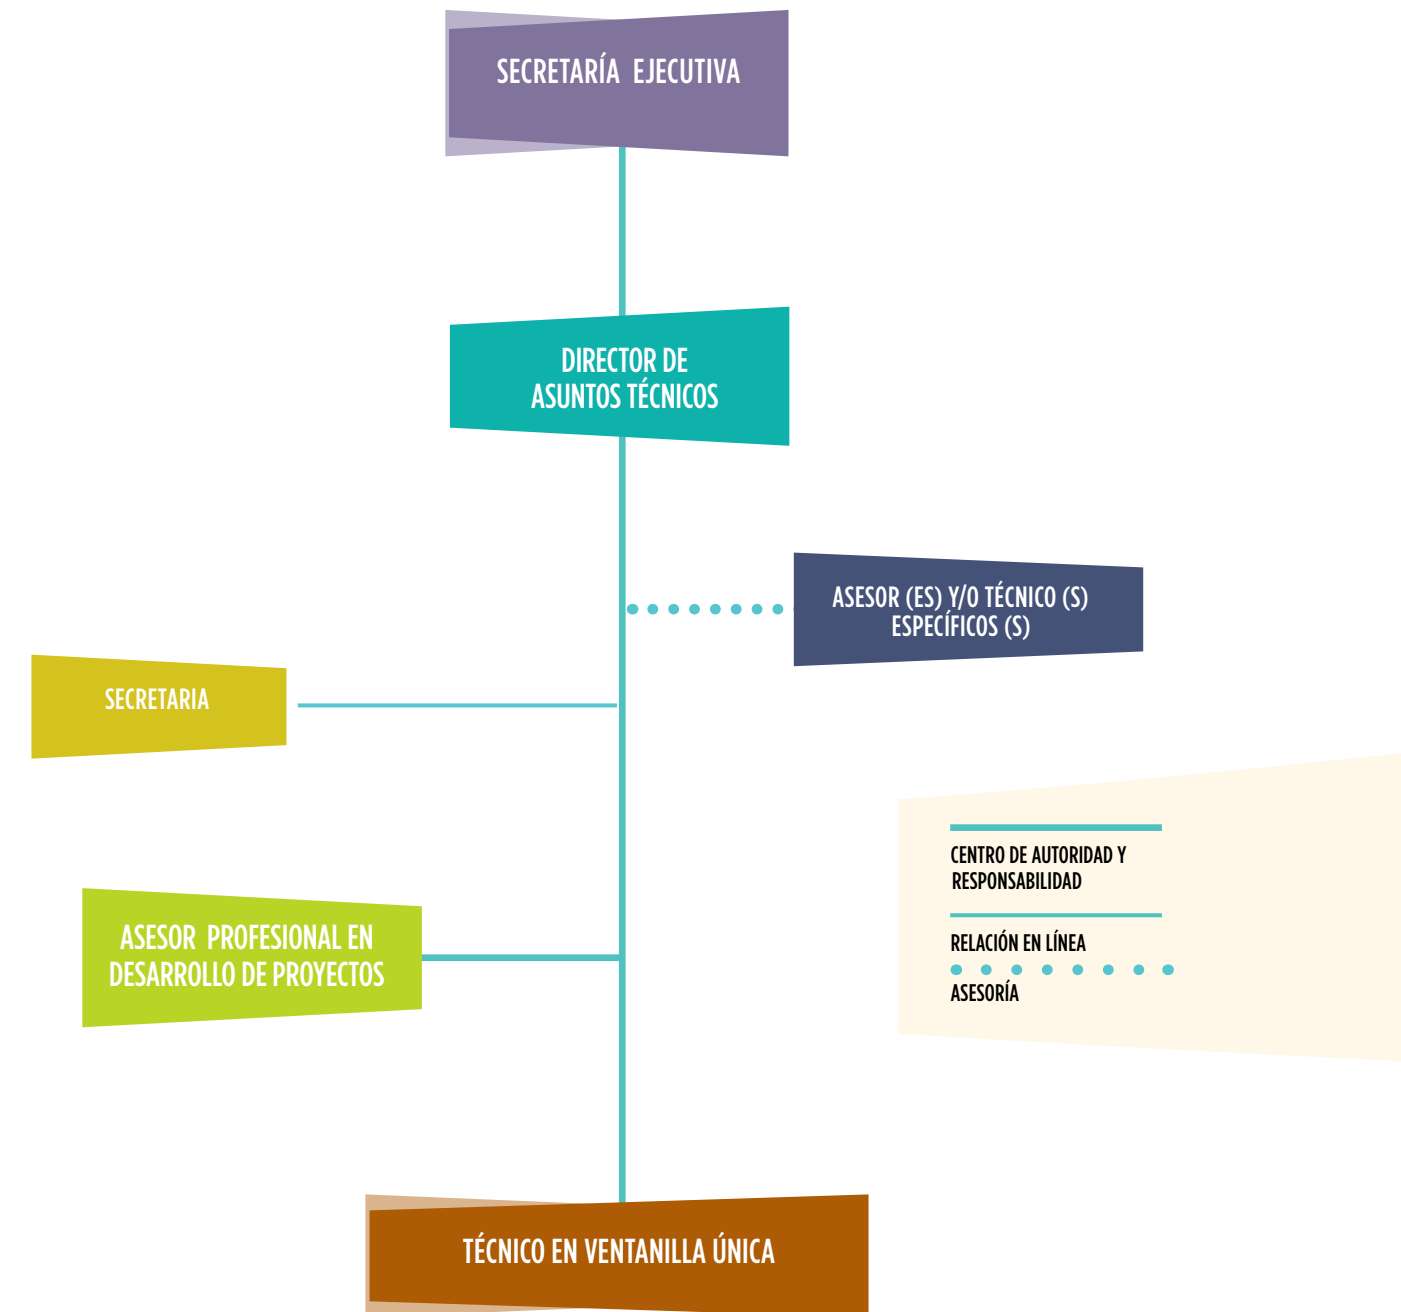 SECRETARÍA EJECUTIVA
DIRECTOR DE
ASUNTOS TÉCNICOS
ASESOR (ES) Y/O TÉCNICO (S)
ESPECÍFICOS (S)
SECRETARIA
CENTRO DE AUTORIDAD Y
RESPONSABILIDAD
RELACIÓN EN LÍNEA
ASESORÍA
ASESOR PROFESIONAL EN
DESARROLLO DE PROYECTOS
TÉCNICO EN VENTANILLA ÚNICA